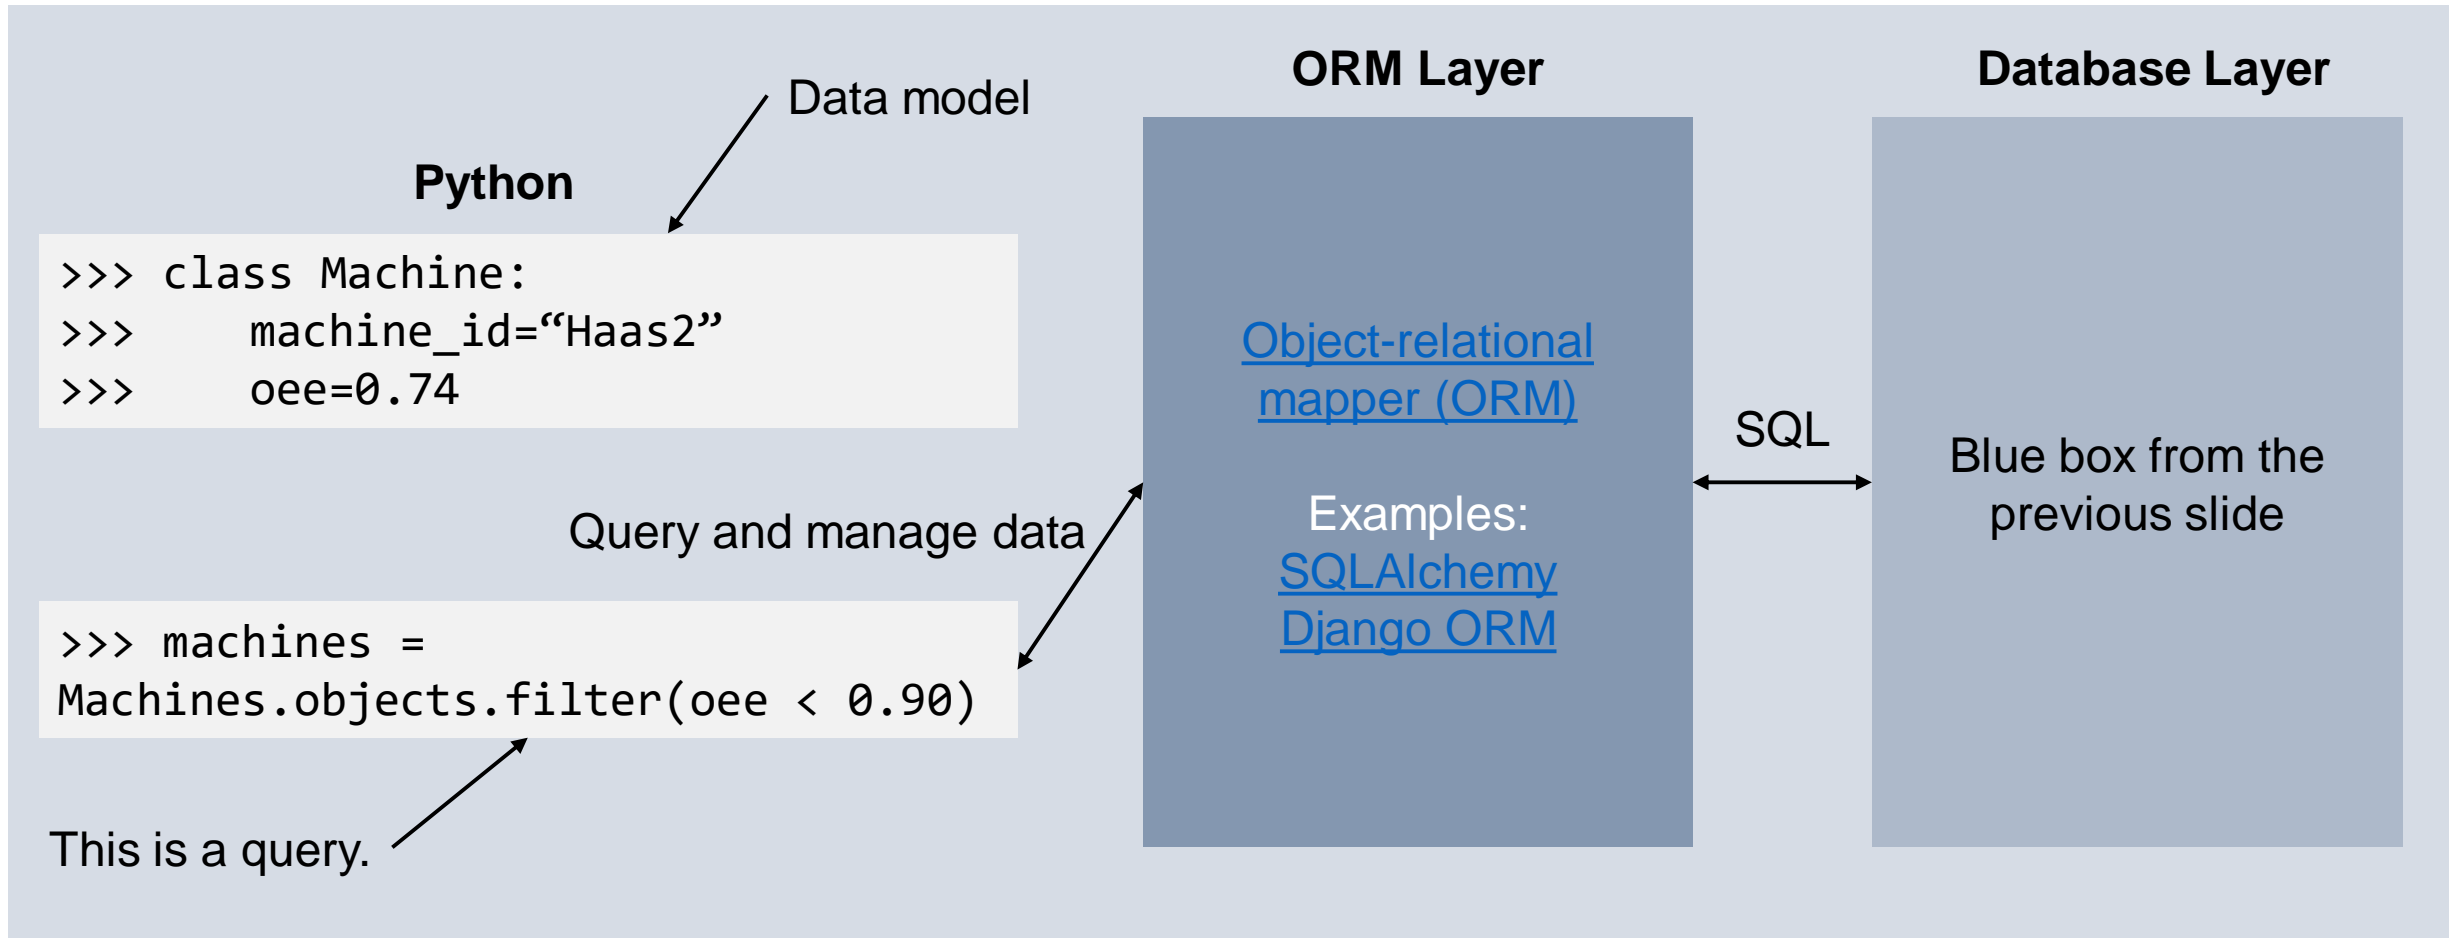 Data model
Python
>>> class Machine:
>>>    machine_id=“Haas2”
>>>    oee=0.74
Query and manage data
>>> machines =
Machines.objects.filter(oee < 0.90)
This is a query.
ORM Layer
Object-relational
mapper (ORM)
Examples:
SQLAlchemy
Django ORM
SQL
Database Layer
Blue box from the
previous slide